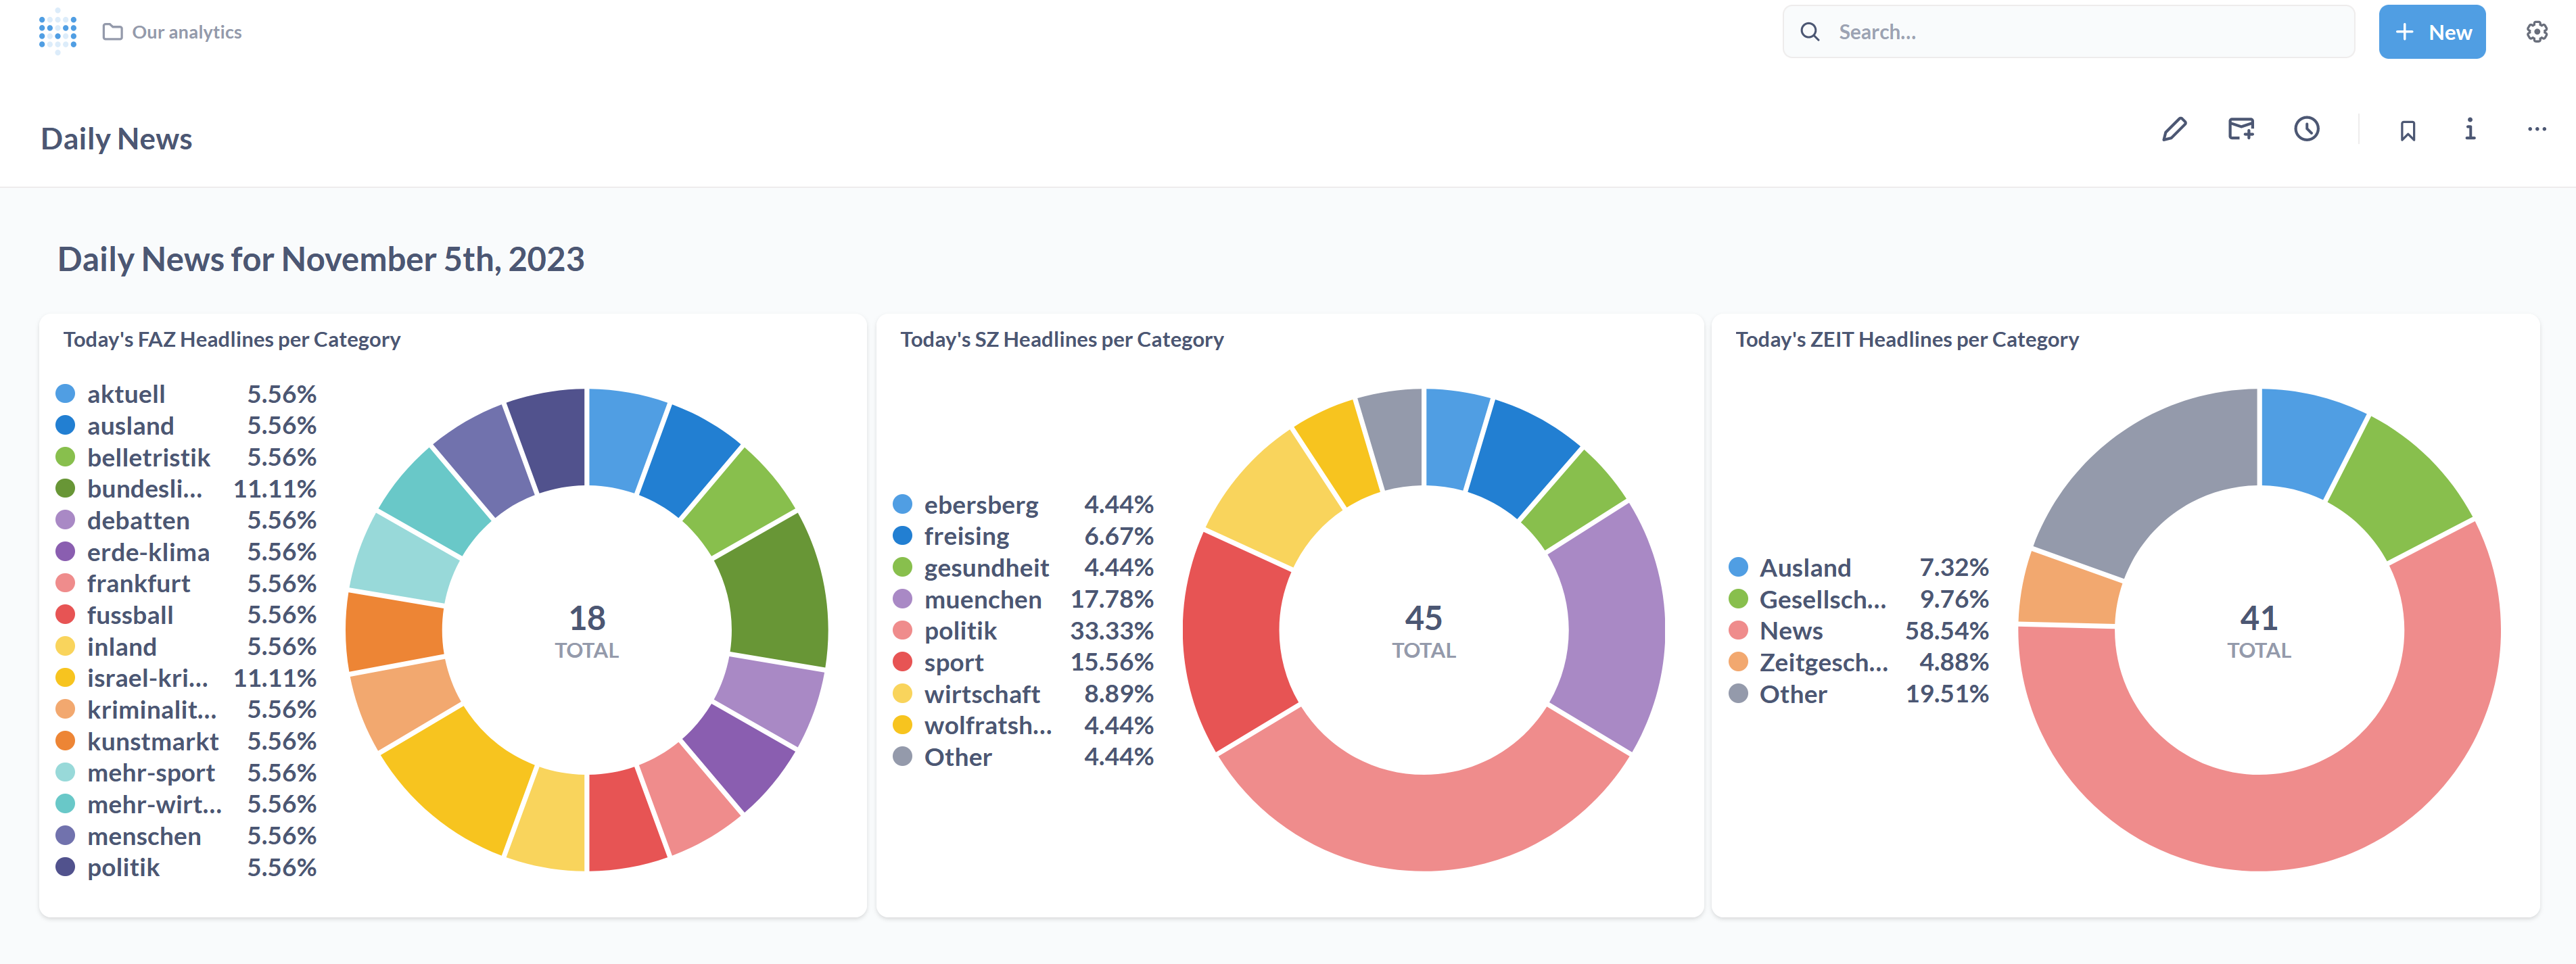 Our analytics
Search...
New
Daily News
Daily News for November 5th, 2023
Today's FAZ Headlines per Category
aktuell 5.56%
ausland 5.56%
belletristik 5.56%
bundesli... 11.11%
debatten 5.56%
erde-klima 5.56%
frankfurt 5.56%
fussball 5.56%
inland 5.56%
israel-kri... 11.11%
kriminalit... 5.56%
kunstmarkt 5.56%
mehr-sport 5.56%
mehr-wirt... 5.56%
menschen 5.56%
politik 5.56%
18
TOTAL
Today's SZ Headlines per Category
ebersberg 4.44%
freising 6.67%
gesundheit 4.44%
muenchen 17.78%
politik 33.33%
sport 15.56%
wirtschaft 8.89%
wolfratsh... 4.44%
Other 4.44%
45
TOTAL
Today's ZEIT Headlines per Category
Ausland 7.32%
Gesellsch... 9.76%
News 58.54%
Zeitgesch... 4.88%
Other 19.51%
41
TOTAL